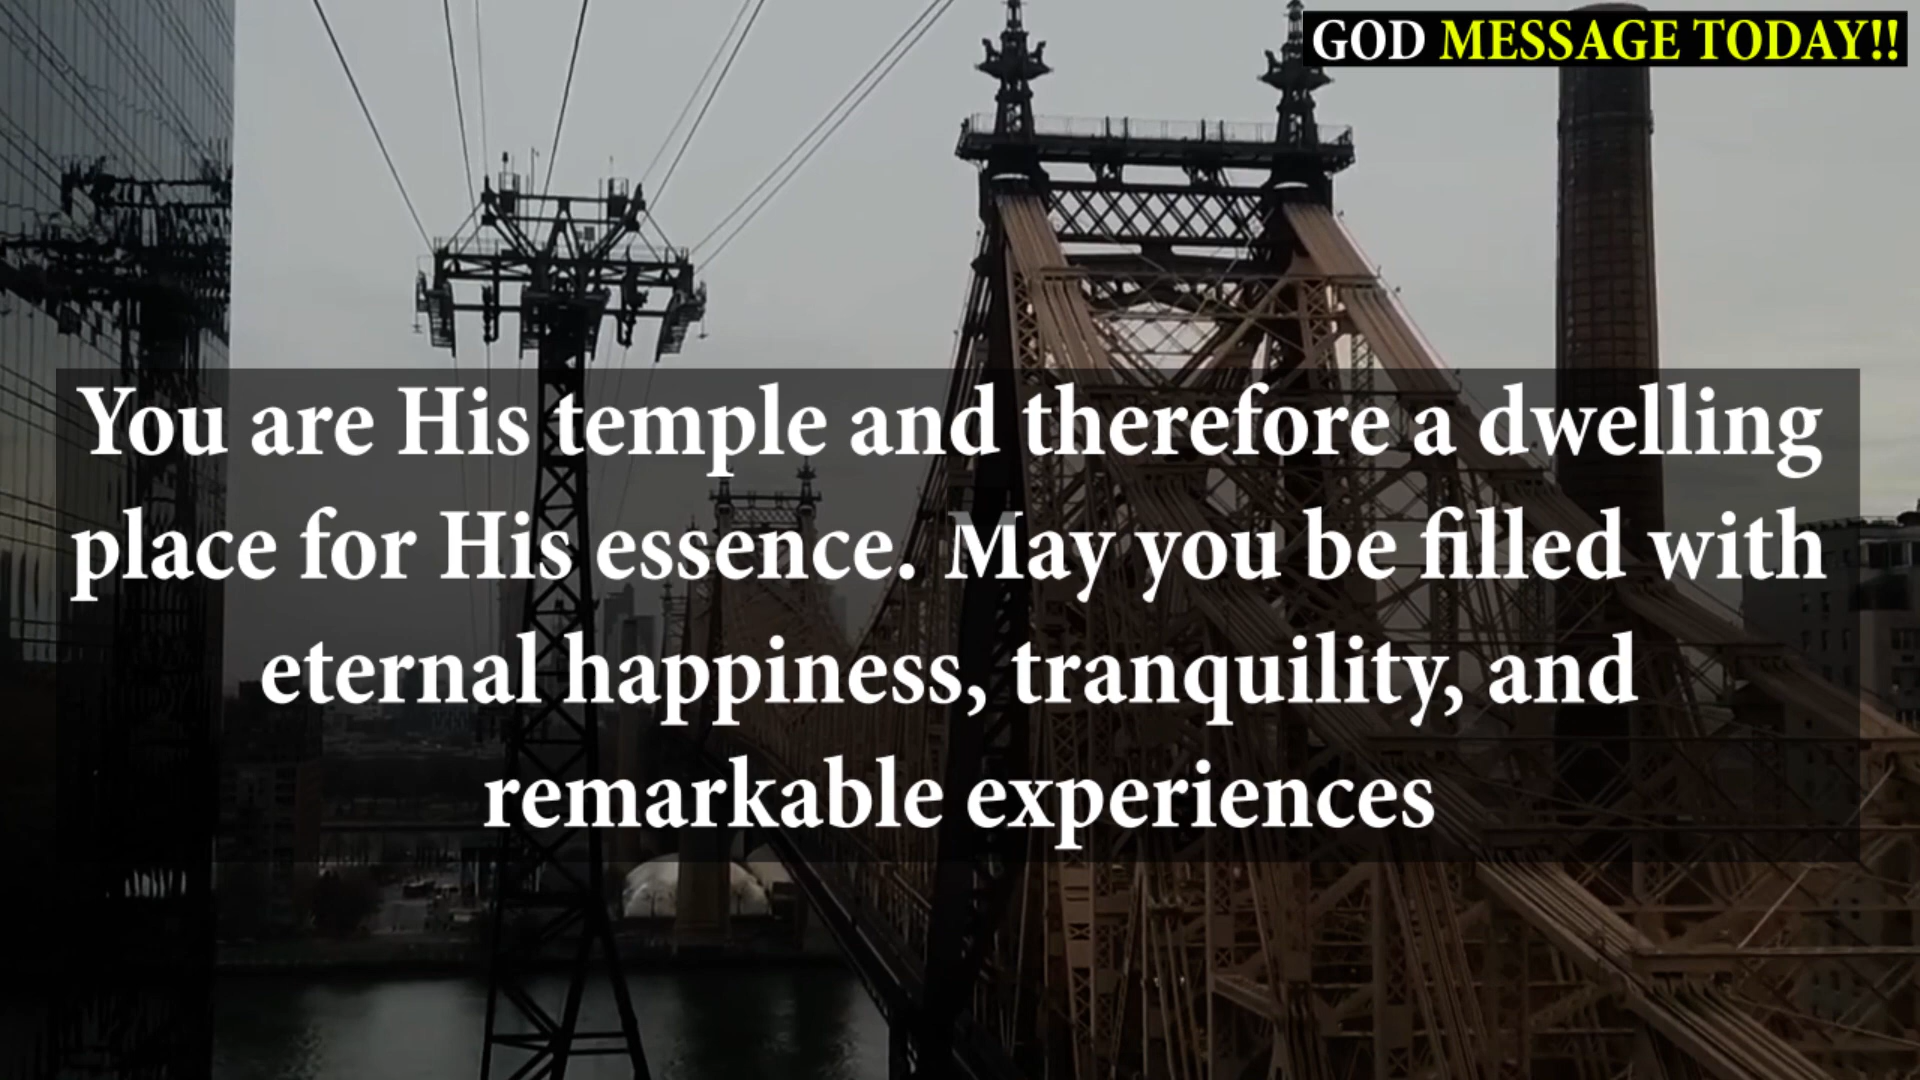 GOD MESSAGE TODAY!!
You are His temple and therefore a dwelling
place for His essence. May you be filled with
eternal happiness, tranquility, and
remarkable experiences